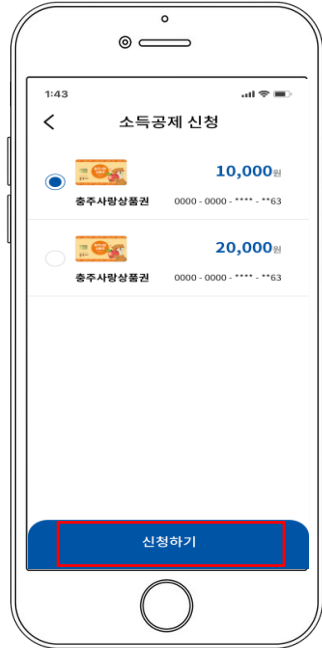 1:43
소득공제 신청
10,000원
충주사랑상품권 0000 - 0000 - **** - **63
20,000원
충주사랑상품권 0000 - 0000 - **** - **63
신청하기